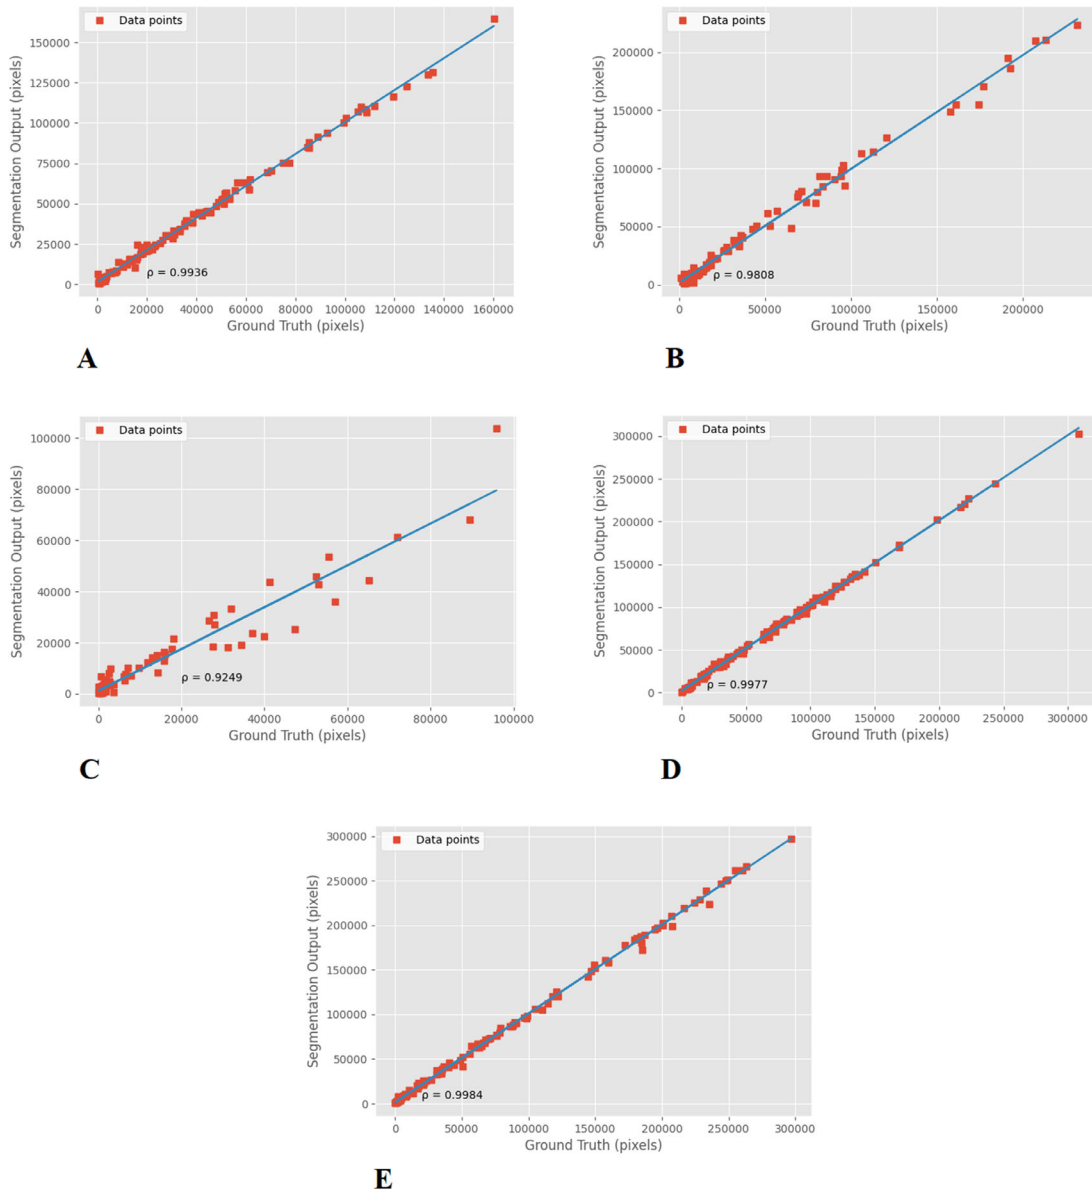 Data points
Segmentation Output (pixels)
150000
125000
100000
75000
50000
25000
0
ρ = 0.9936
0 20000 40000 60000 80000 100000 120000 140000 160000
Ground Truth (pixels)
A
Data points
Segmentation Output (pixels)
200000
150000
100000
50000
0
ρ = 0.9808
0 50000 100000 150000 200000
Ground Truth (pixels)
B
Data points
Segmentation Output (pixels)
100000
80000
60000
40000
20000
0
ρ = 0.9249
0 20000 40000 60000 80000 100000
Ground Truth (pixels)
C
Data points
Segmentation Output (pixels)
300000
250000
200000
150000
100000
50000
0
ρ = 0.9977
0 50000 100000 150000 200000 250000 300000
Ground Truth (pixels)
D
Data points
Segmentation Output (pixels)
300000
250000
200000
150000
100000
50000
0
ρ = 0.9984
0 50000 100000 150000 200000 250000 300000
Ground Truth (pixels)
E